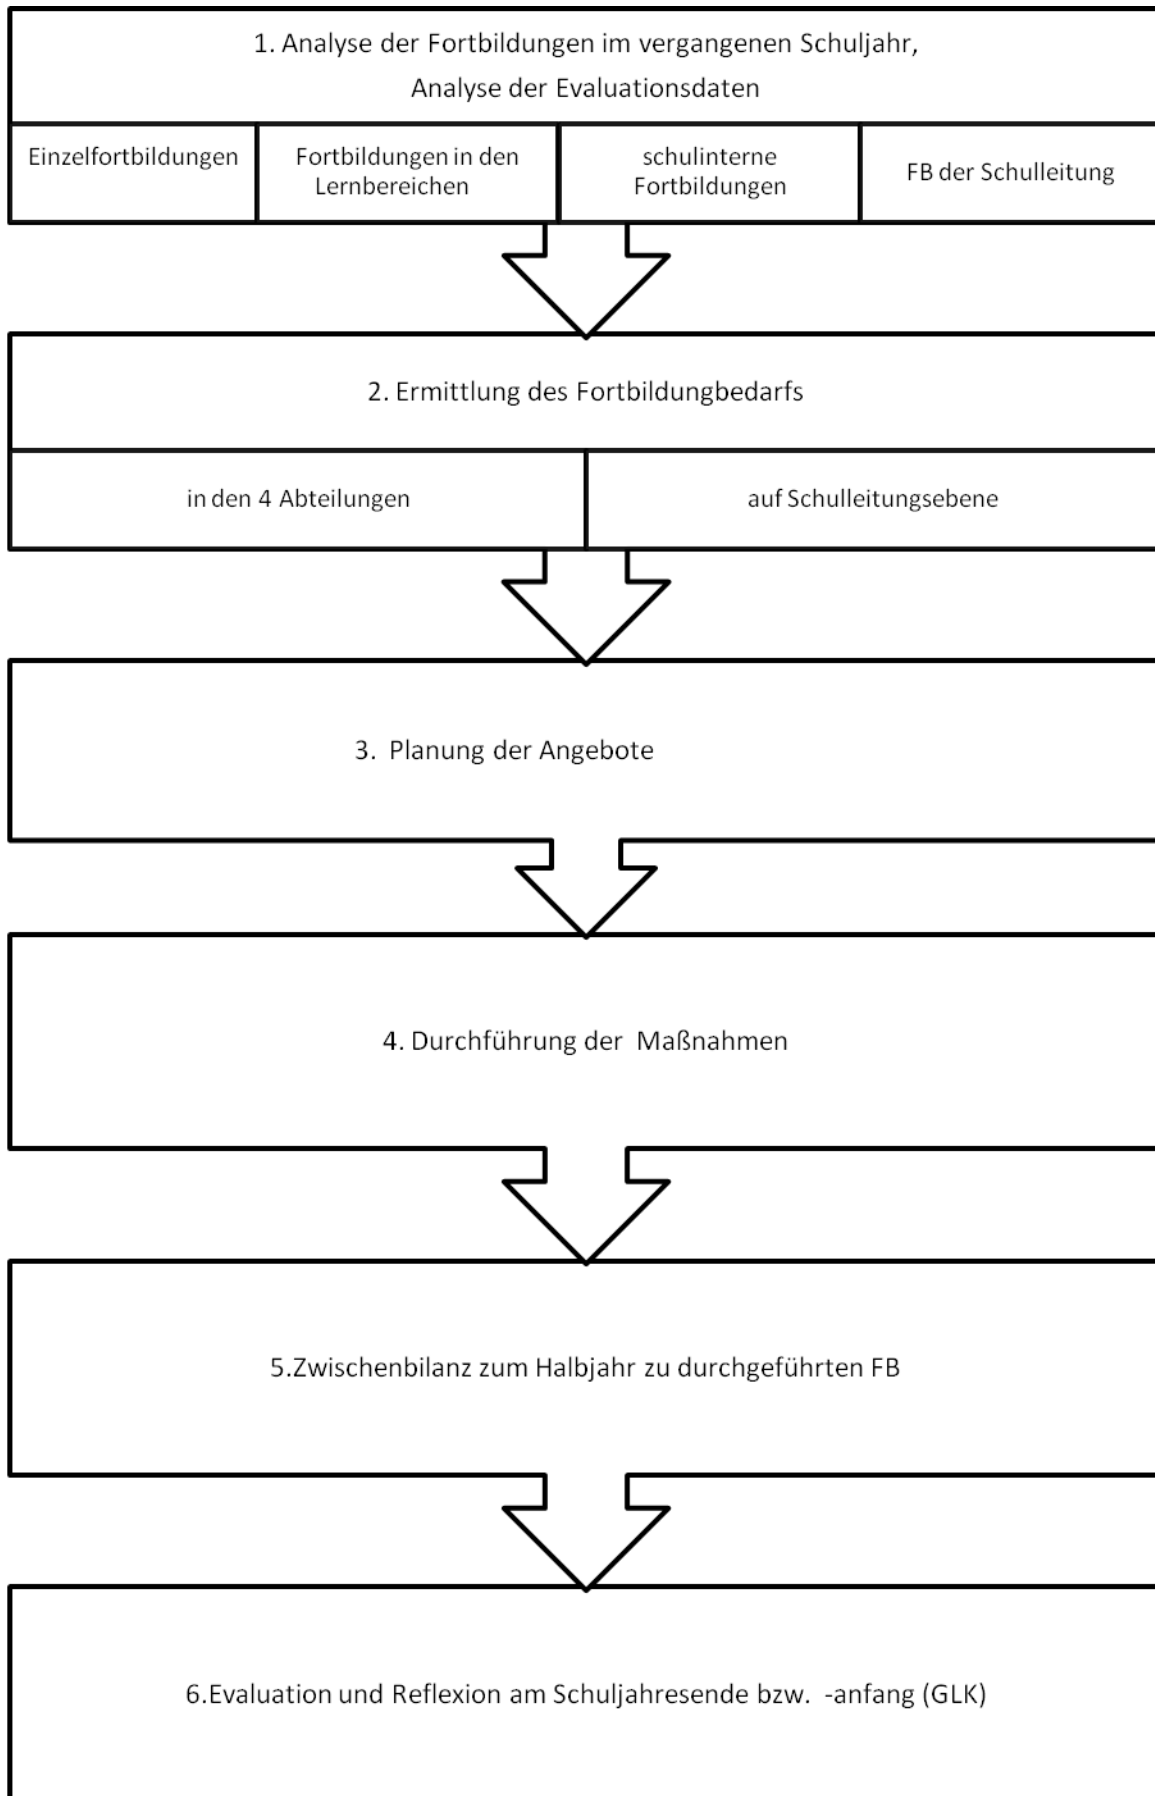 1. Analyse der Fortbildungen im vergangenen Schuljahr,
Analyse der Evaluationsdaten
Einzelfortbildungen
Fortbildungen in den
Lernbereichen
schulinterne
Fortbildungen
FB der Schulleitung
2. Ermittlung des Fortbildungbedarfs
in den 4 Abteilungen
auf Schulleitungsebene
3. Planung der Angebote
4. Durchführung der Maßnahmen
5.Zwischenbilanz zum Halbjahr zu durchgeführten FB
6.Evaluation und Reflexion am Schuljahresende bzw. -anfang (GLK)